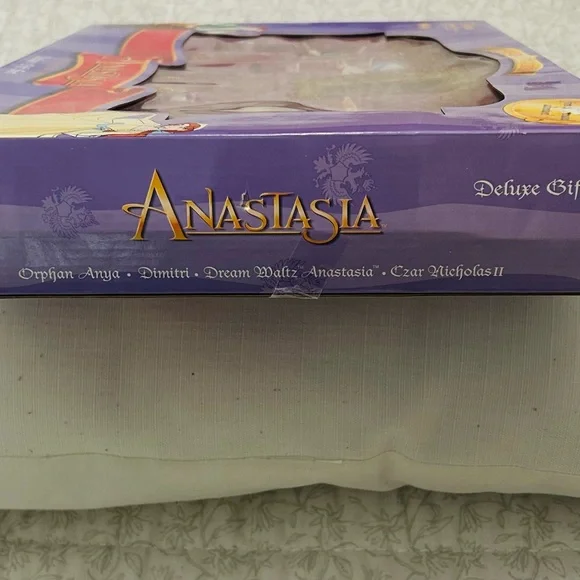 ANASTASIA
Deluxe Gif
Orphan Anya • Dimitri • Dream Waltz Anastasia™ • Czar Nicholas II